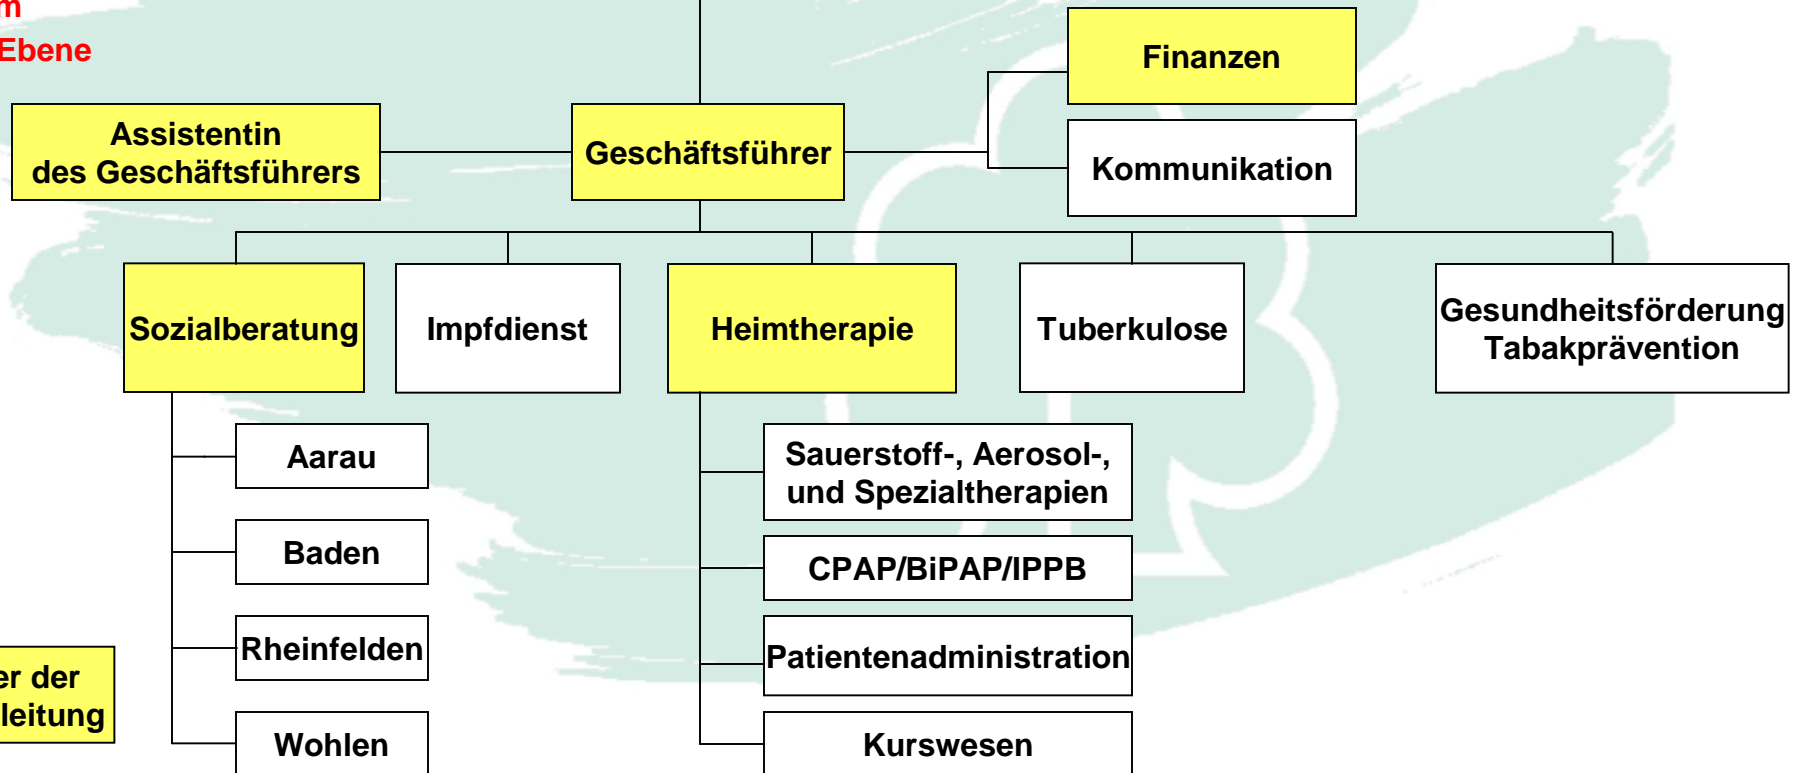 m
Ebene
Finanzen
Assistentin
des Geschäftsführers
Geschäftsführer
Kommunikation
Sozialberatung
Impfdienst
Heimtherapie
Tuberkulose
Gesundheitsförderung
Tabakprävention
Aarau
Baden
Rheinfelden
Wohlen
Sauerstoff-, Aerosol-,
und Spezialtherapien
CPAP/BiPAP/IPPB
Patientenadministration
Kurswesen
er der
leitung